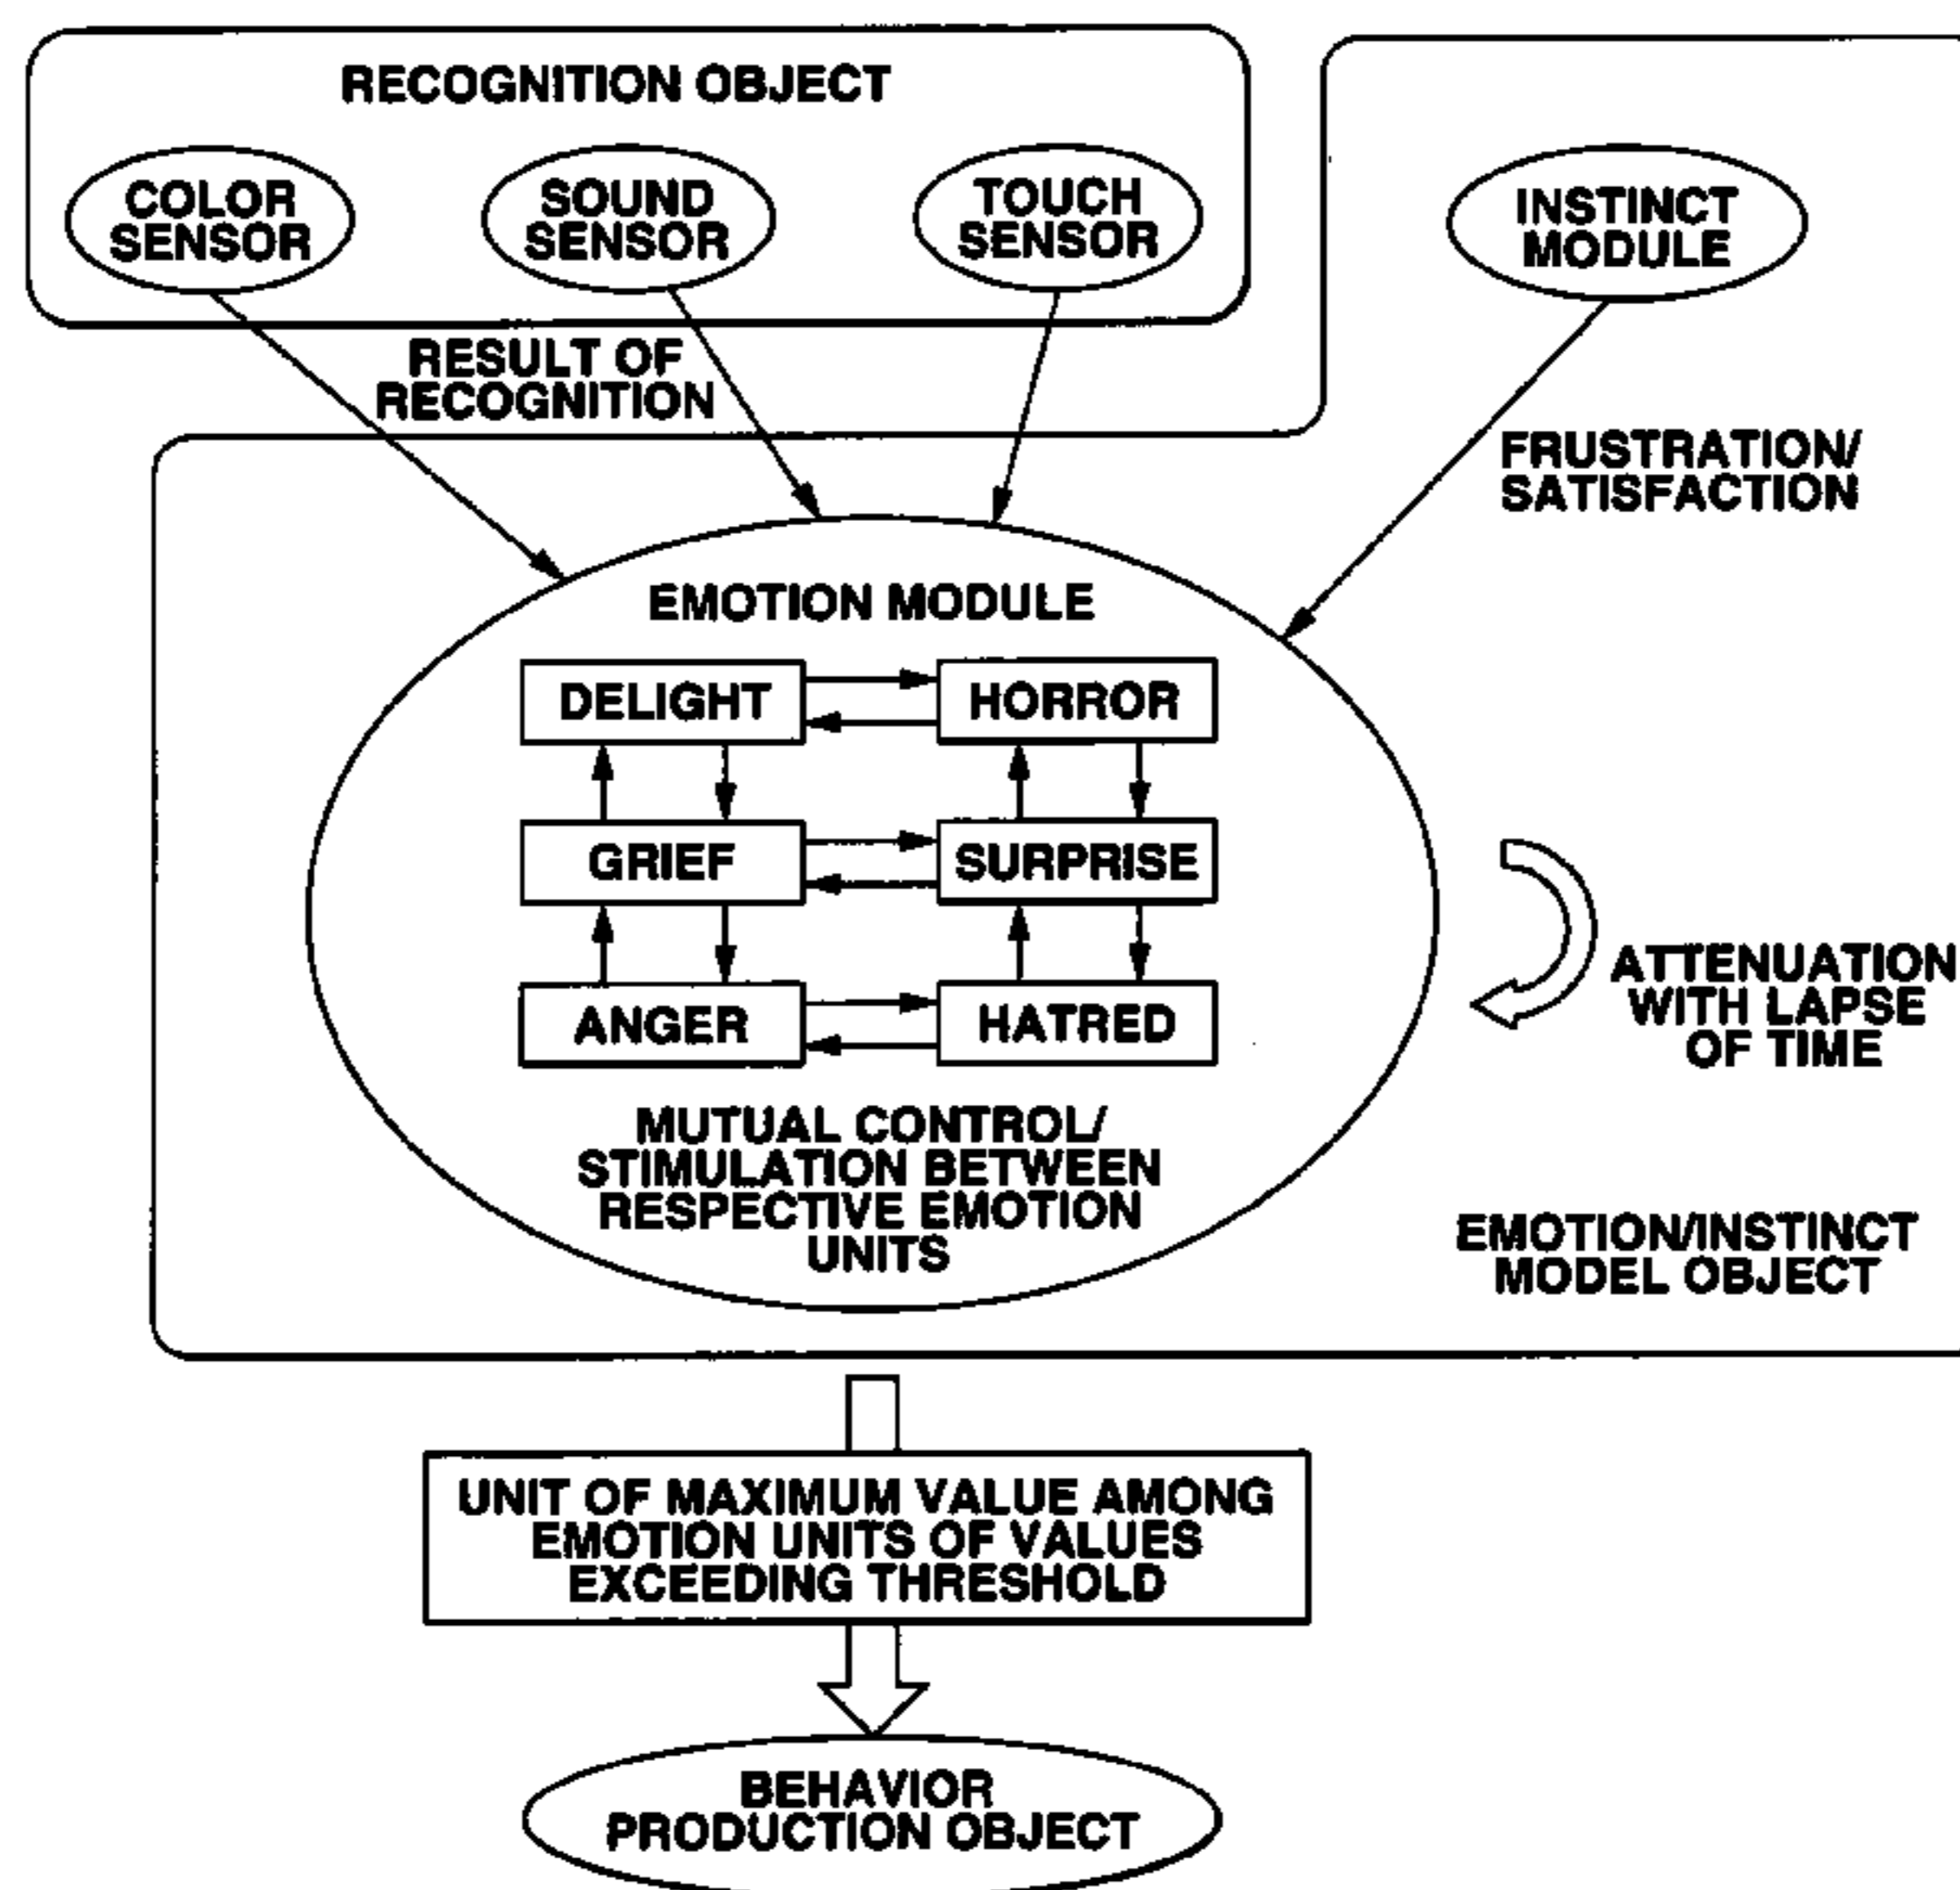 RECOGNITION OBJECT
COLOR
SENSOR
SOUND
SENSOR
TOUCH
SENSOR
INSTINCT
MODULE
RESULT OF
RECOGNITION
FRUSTRATION/
SATISFACTION
EMOTION MODULE
DELIGHT
HORROR
GRIEF
SURPRISE
ANGER
HATRED
ATTENUATION
WITH LAPSE
OF TIME
MUTUAL CONTROL/
STIMULATION BETWEEN
RESPECTIVE EMOTION
UNITS
EMOTION/INSTINCT
MODEL OBJECT
UNIT OF MAXIMUM VALUE AMONG
EMOTION UNITS OF VALUES
EXCEEDING THRESHOLD
BEHAVIOR
PRODUCTION OBJECT